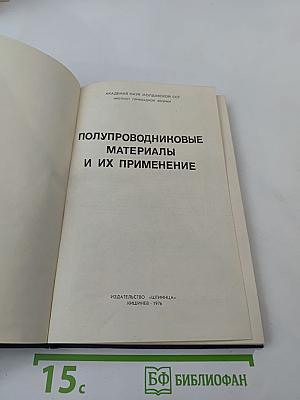 АКАДЕМИЯ НАУК МОЛДАВСКОЙ ССР
ИНСТИТУТ ПРИКЛАДНОЙ ФИЗИКИ
ПОЛУПРОВОДНИКОВЫЕ
МАТЕРИАЛЫ
И ИХ ПРИМЕНЕНИЕ
ИЗДАТЕЛЬСТВО «ШТИИНЦА»
КИШИНЕВ · 1976
15с
БФ БИБЛИОФАН